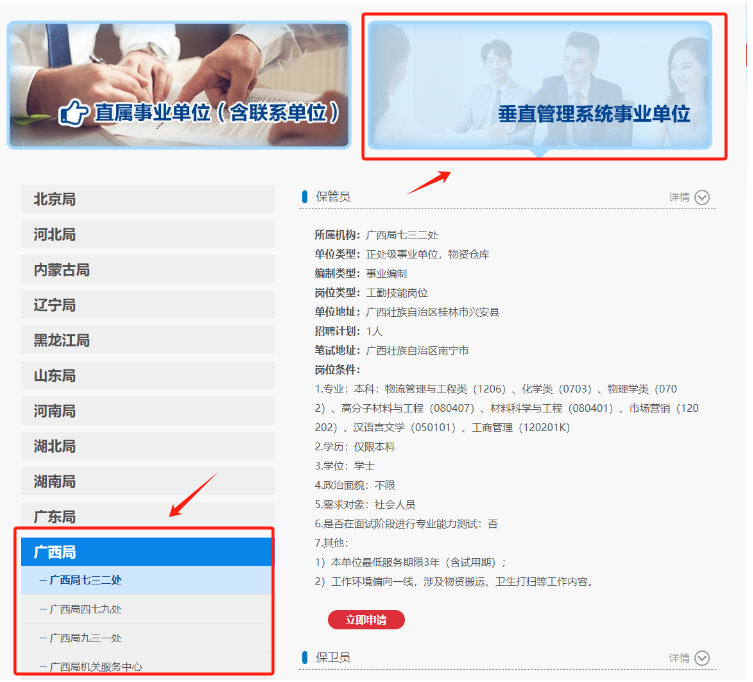 直属事业单位（含联系单位）
垂直管理系统事业单位
北京局
河北局
内蒙古局
辽宁局
黑龙江局
山东局
河南局
湖北局
湖南局
广东局
广西局
－广西局七三二处
－广西局四七九处
－广西局九三一处
－广西局机关服务中心
保管员 详情
所属机构：广西局七三二处
单位类型：正处级事业单位，物资仓库
编制类型：事业编制
岗位类型：工勤技能岗位
单位地址：广西壮族自治区桂林市兴安县
招聘计划：1人
笔试地址：广西壮族自治区南宁市
岗位条件：
1.专业：本科：物流管理与工程类（1206）、化学类（0703）、物理学类（070
2）、高分子材料与工程（080407）、材料科学与工程（080401）、市场营销（120
202）、汉语言文学（050101）、工商管理（120201K）
2.学历：仅限本科
3.学位：学士
4.政治面貌：不限
5.需求对象：社会人员
6.是否在面试阶段进行专业能力测试：否
7.其他：
1）本单位最低服务期限3年（含试用期）；
2）工作环境偏向一线，涉及物资搬运、卫生打扫等工作内容。
立即申请
保卫员 详情